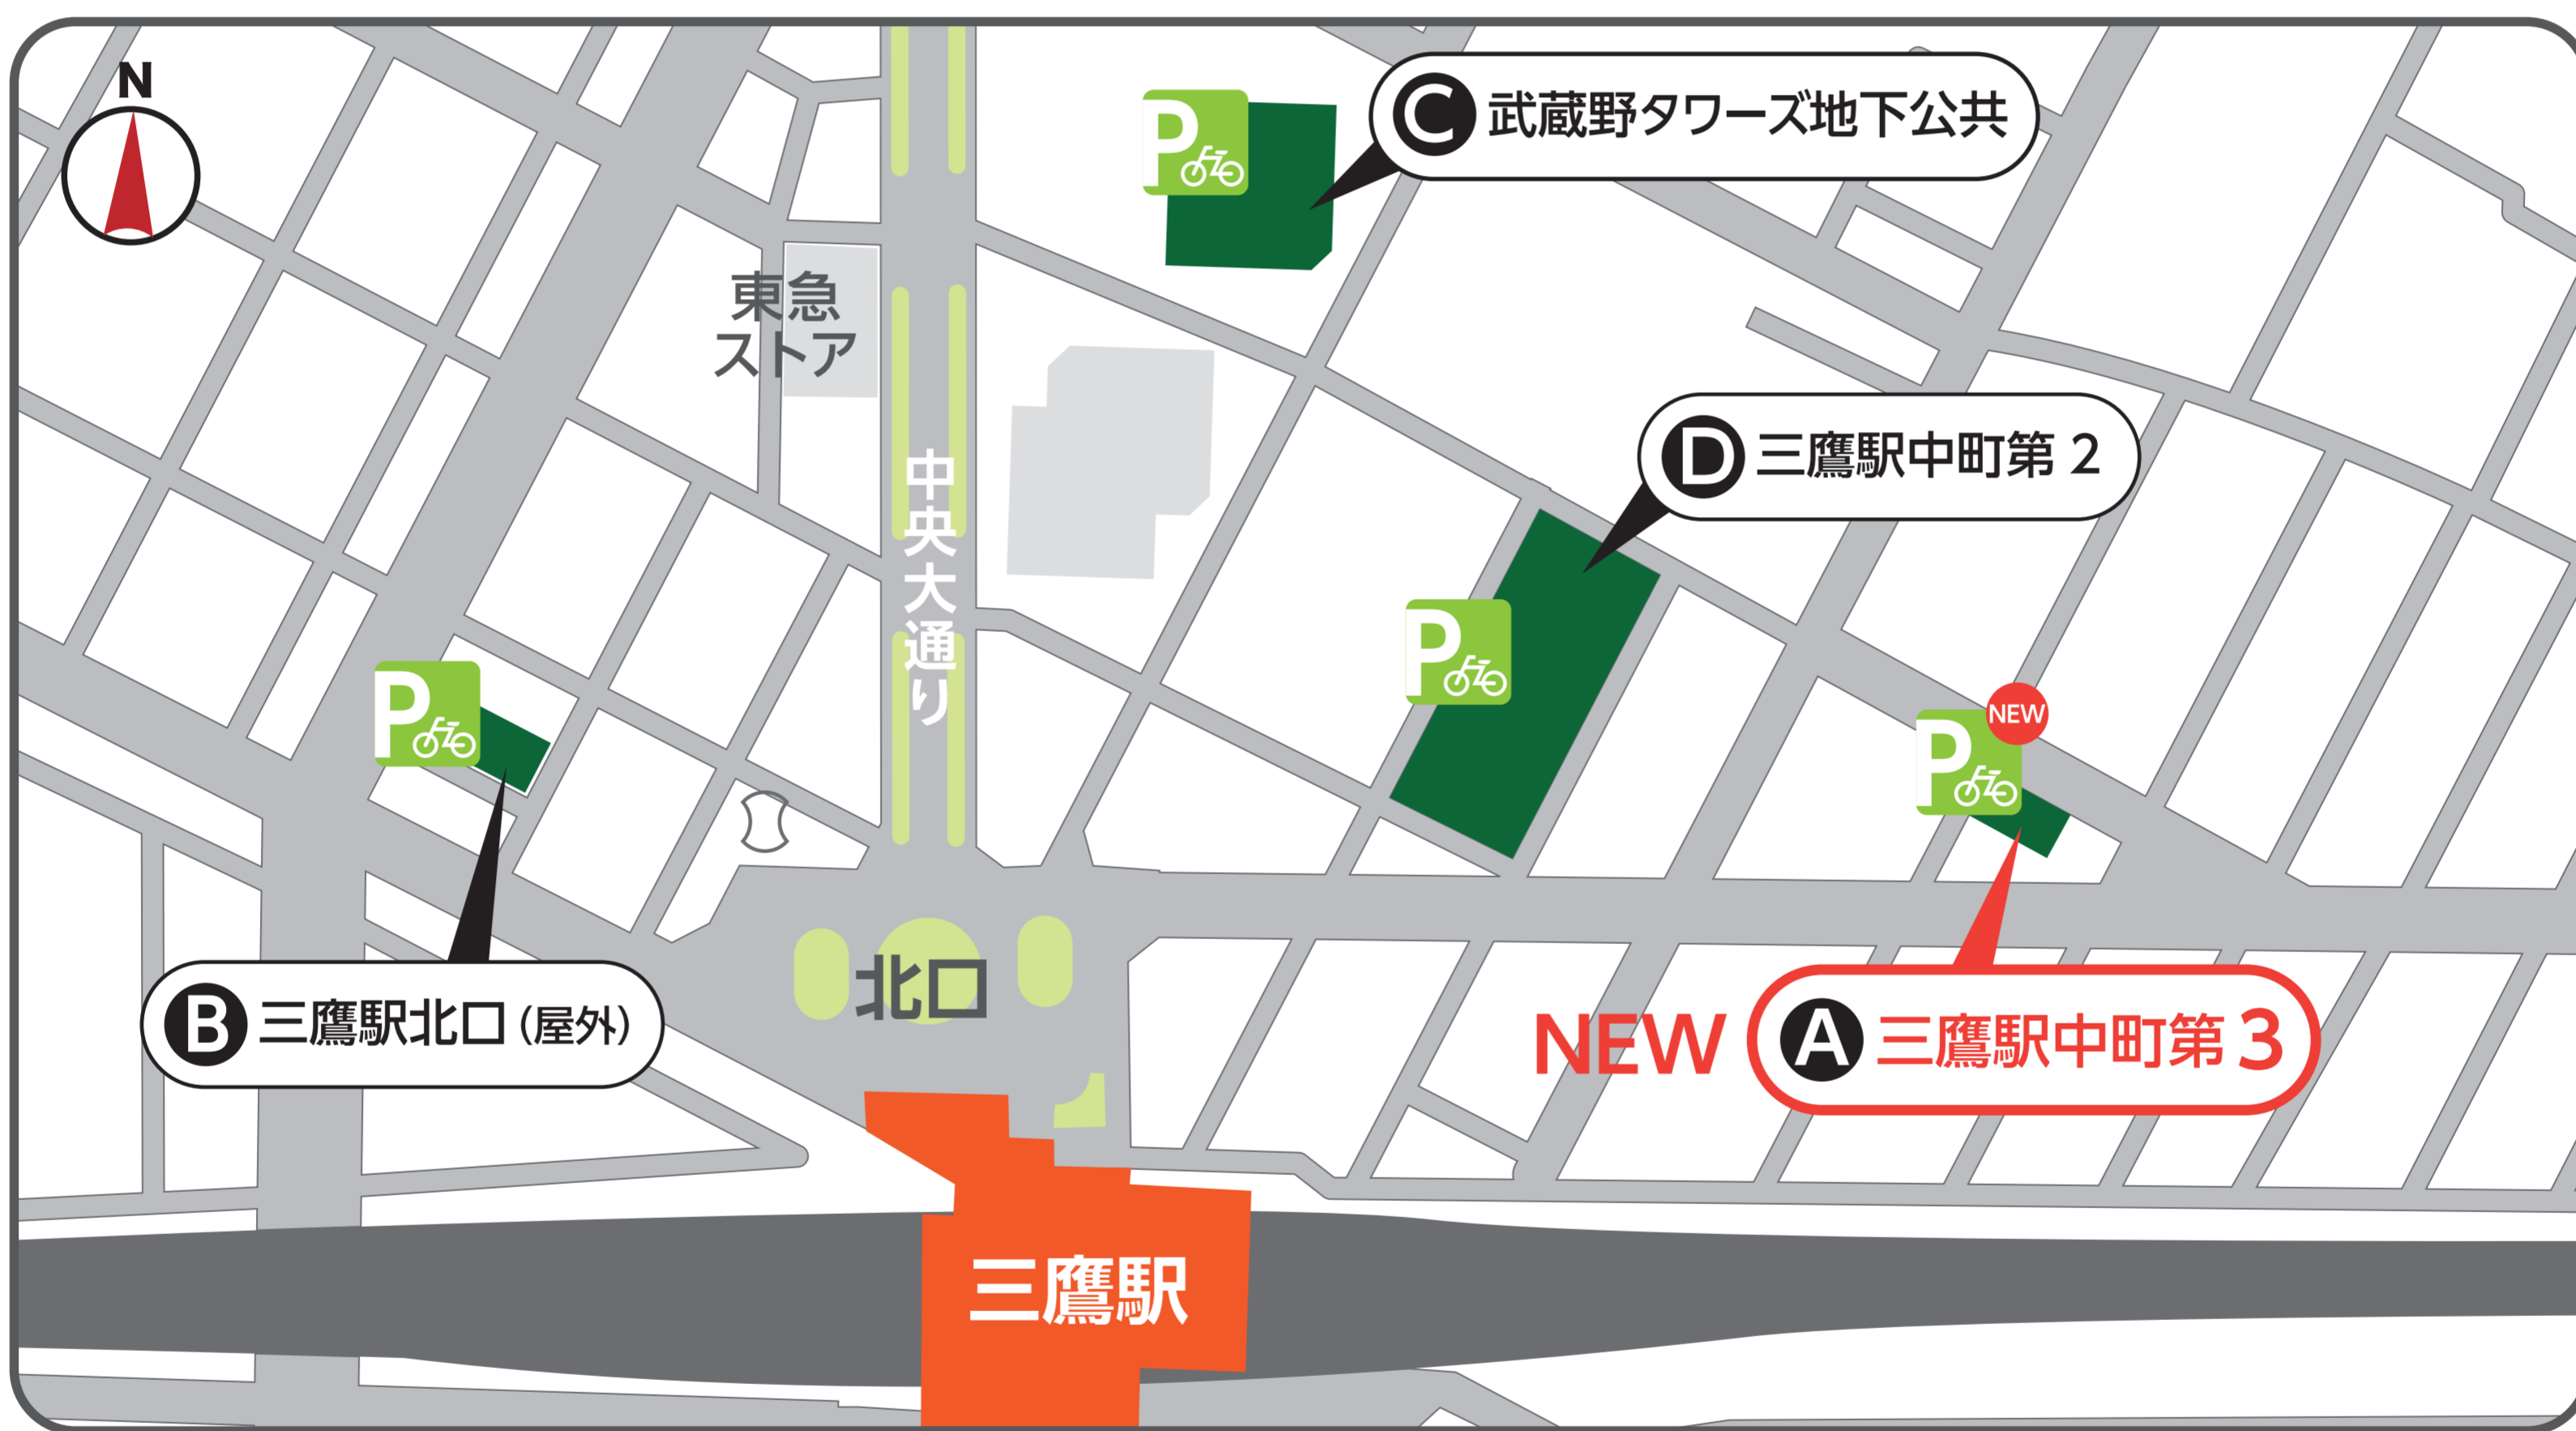 N
C 武蔵野タワーズ地下公共
P
東急
ストア
D 三鷹駅中町第 2
中央大通り
P
P
NEW
P
北口
B 三鷹駅北口（屋外）
NEW A 三鷹駅中町第 3
三鷹駅